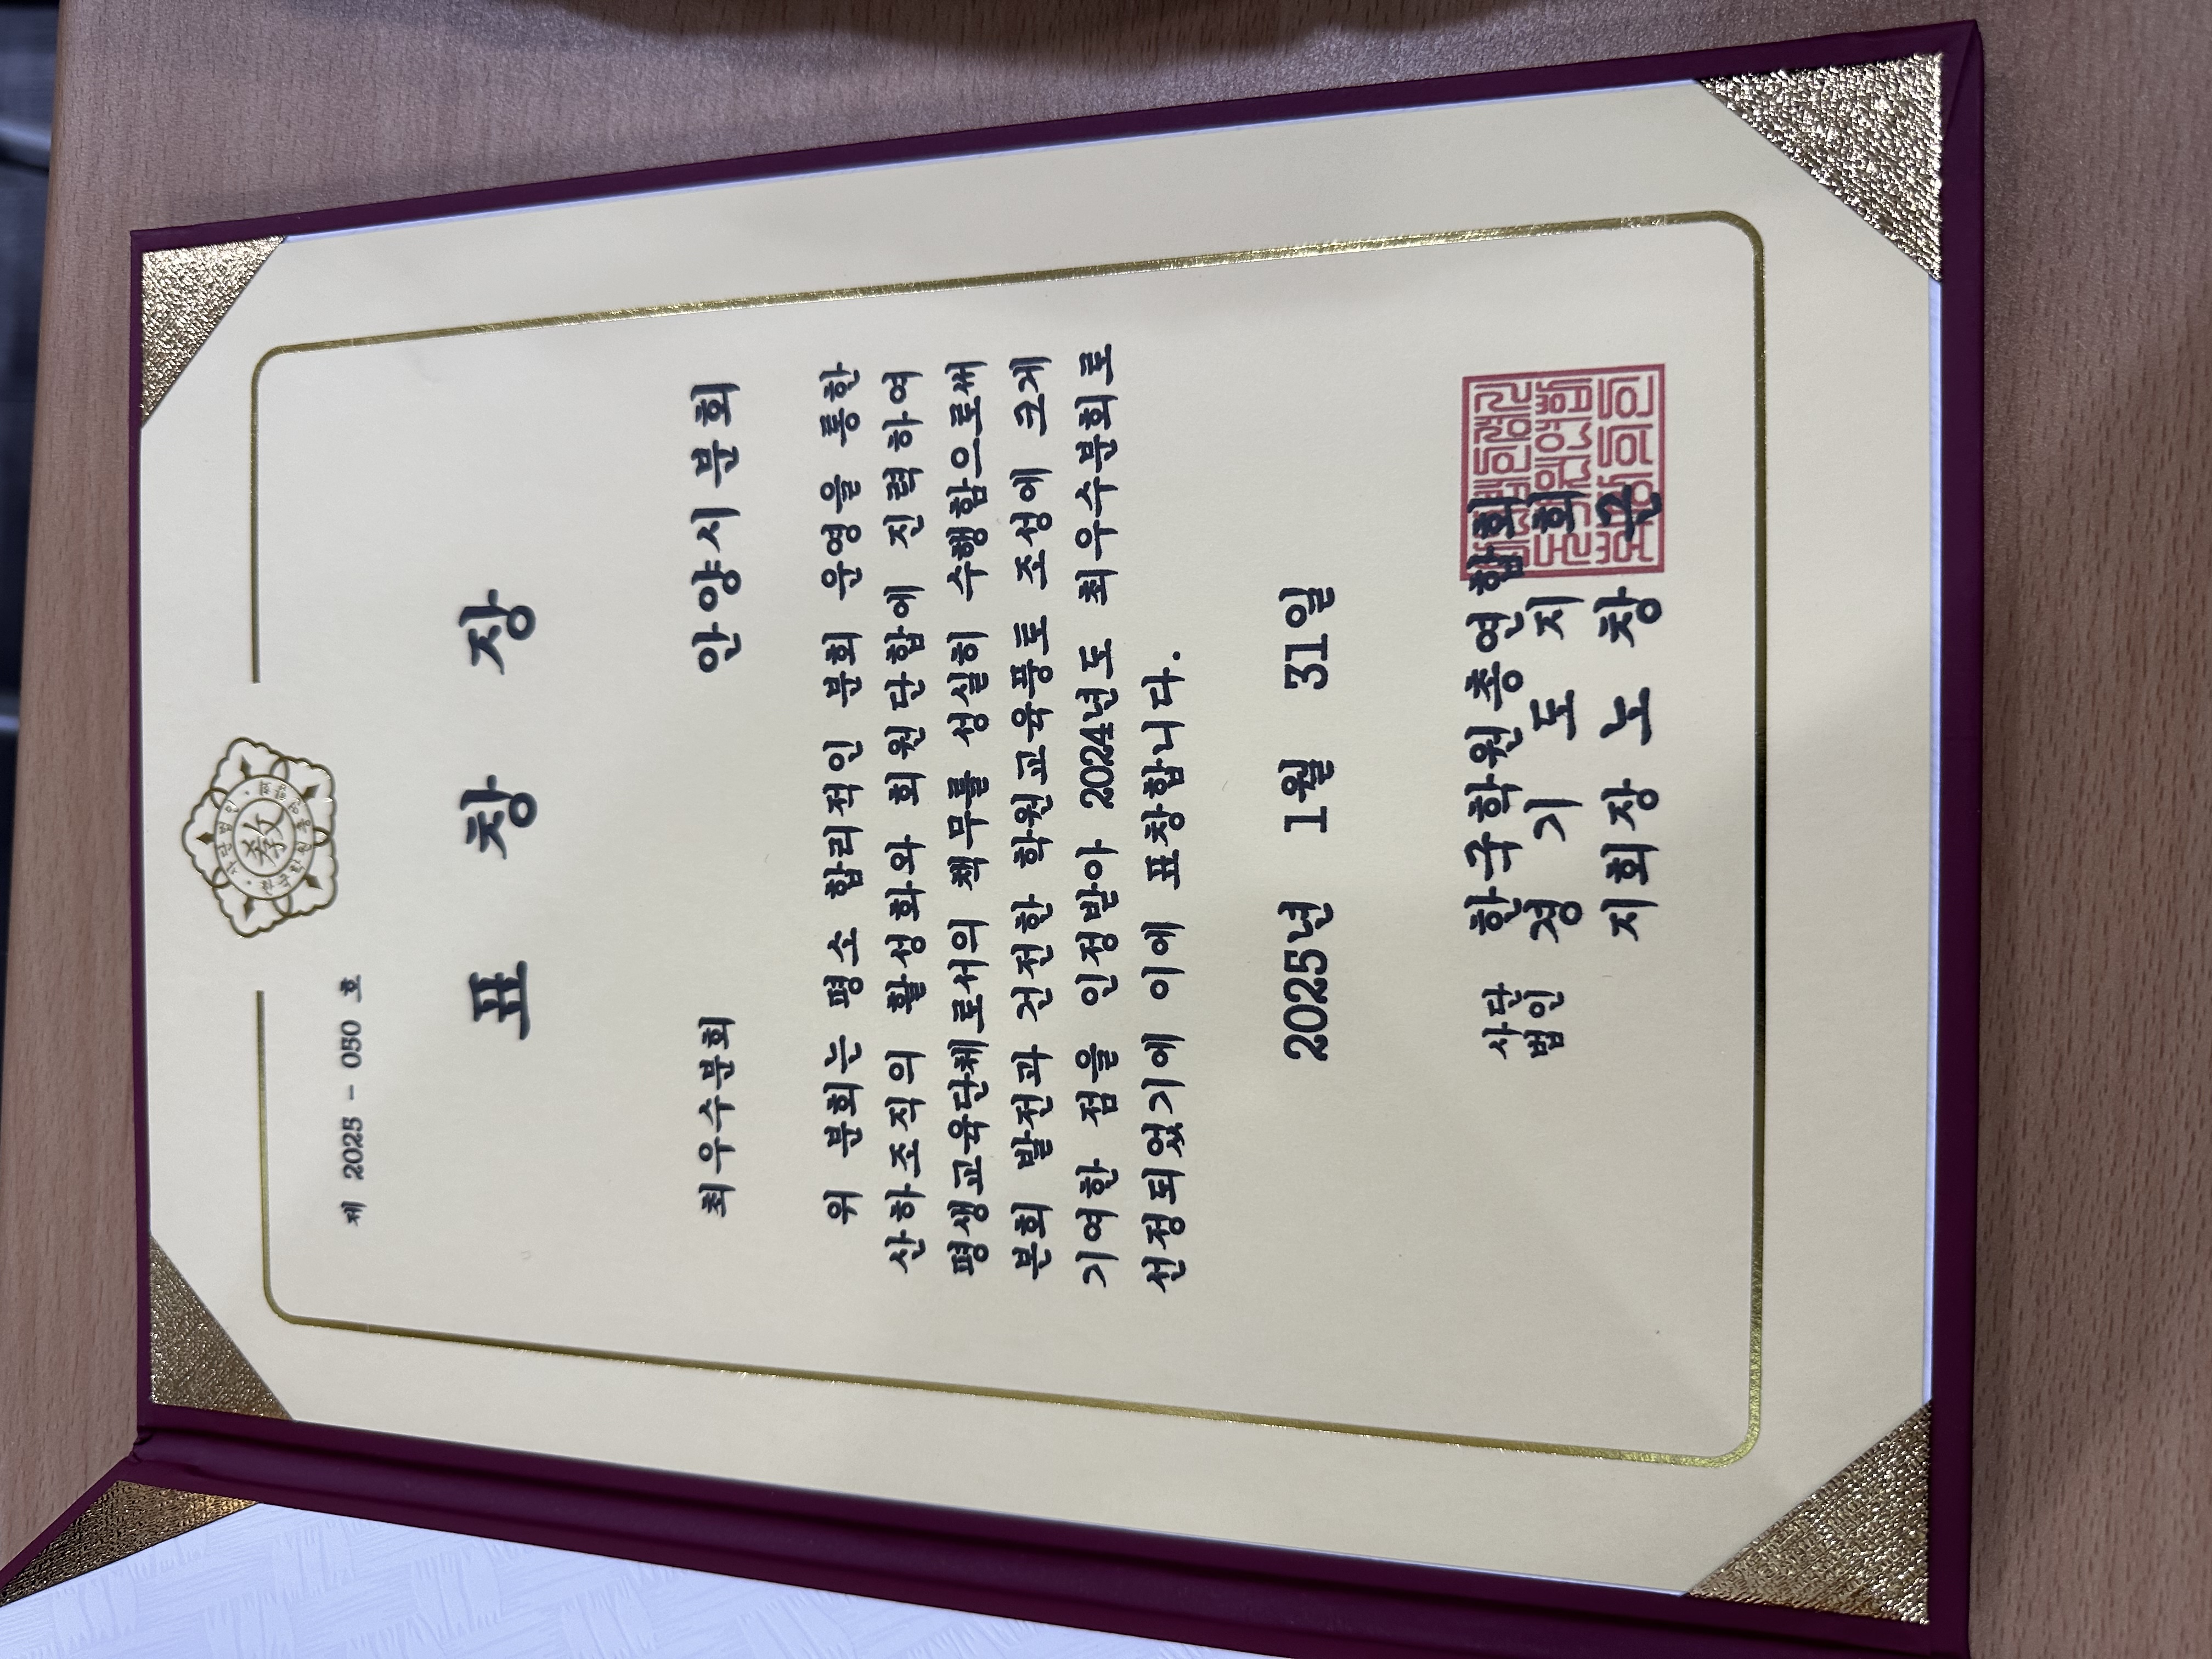 제 2025 - 050 호
教
표 창 장
최우수분회 안양시분회
위 분회는 평소 합리적인 분회 운영을 통한
산하조직의 활성화와 회원단합에 진력하여
평생교육단체로서의 책무를 성실히 수행함으로써
본회 발전과 건전한 학원교육풍토 조성에 크게
기여한 점을 인정받아 2024년도 최우수분회로
선정되었기에 이에 표창합니다.
2025년 1월 31일
사단법인 한국학원총연합회
경 기 도 지 회
지회장 노 창